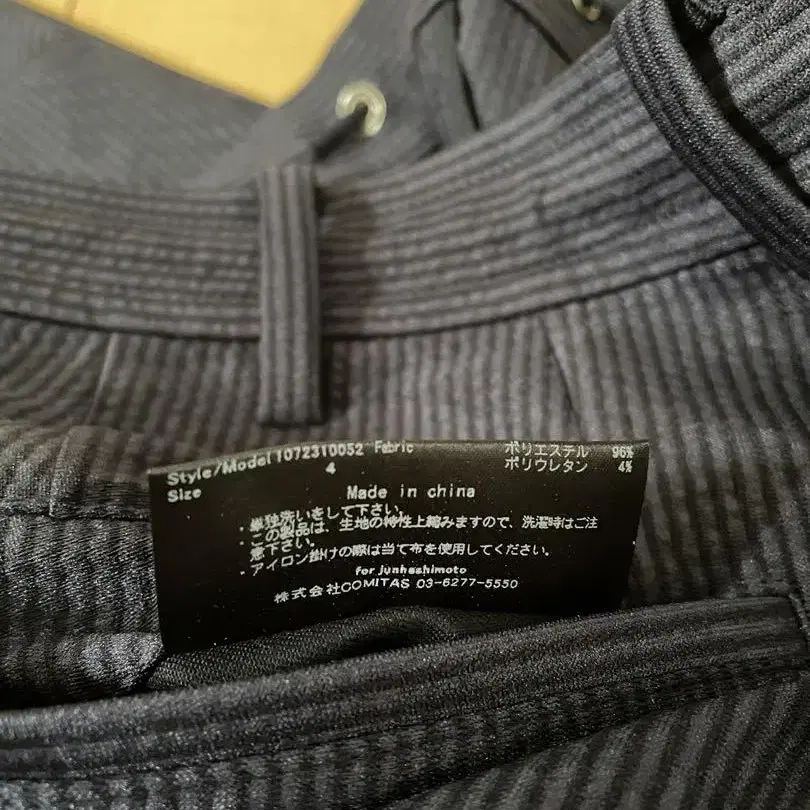 Style/Model 1072310052 Fabric ポリエステル 96%
Size 4 ポリウレタン 4%
Made in china
・単独洗いをして下さい。
・この製品は、生地の特性上縮みますので、洗濯時はご注
意下さい。
・アイロン掛けの際は当て布を使用してください。
for junhashimoto
株式会社COMITAS 03-6277-5550